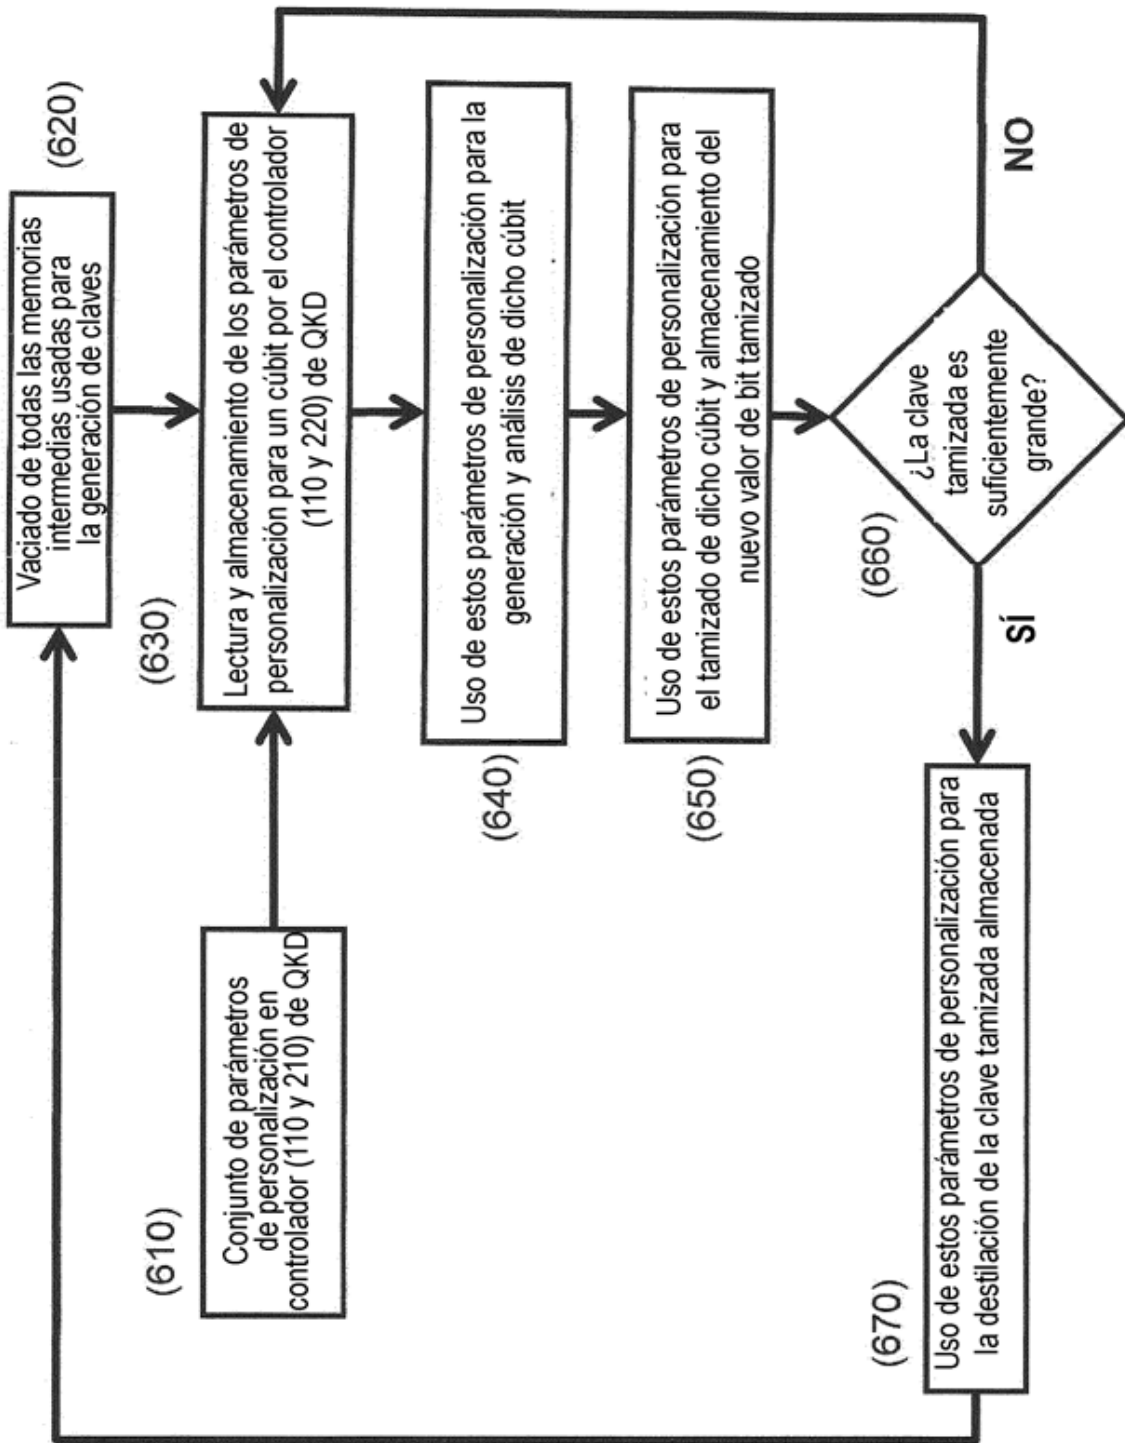 (620)
Vaciado de todas las memorias
intermedias usadas para
la generación de claves
(630)
Lectura y almacenamiento de los parámetros de
personalización para un cúbit por el controlador
(110 y 220) de QKD
(610)
Conjunto de parámetros
de personalización en
controlador (110 y 210) de QKD
(640)
Uso de estos parámetros de personalización para la
generación y análisis de dicho cúbit
(650)
Uso de estos parámetros de personalización para
el tamizado de dicho cúbit y almacenamiento del
nuevo valor de bit tamizado
(660)
¿La clave
tamizada es
suficientemente
grande?
NO
SÍ
(670)
Uso de estos parámetros de personalización para
la destilación de la clave tamizada almacenada